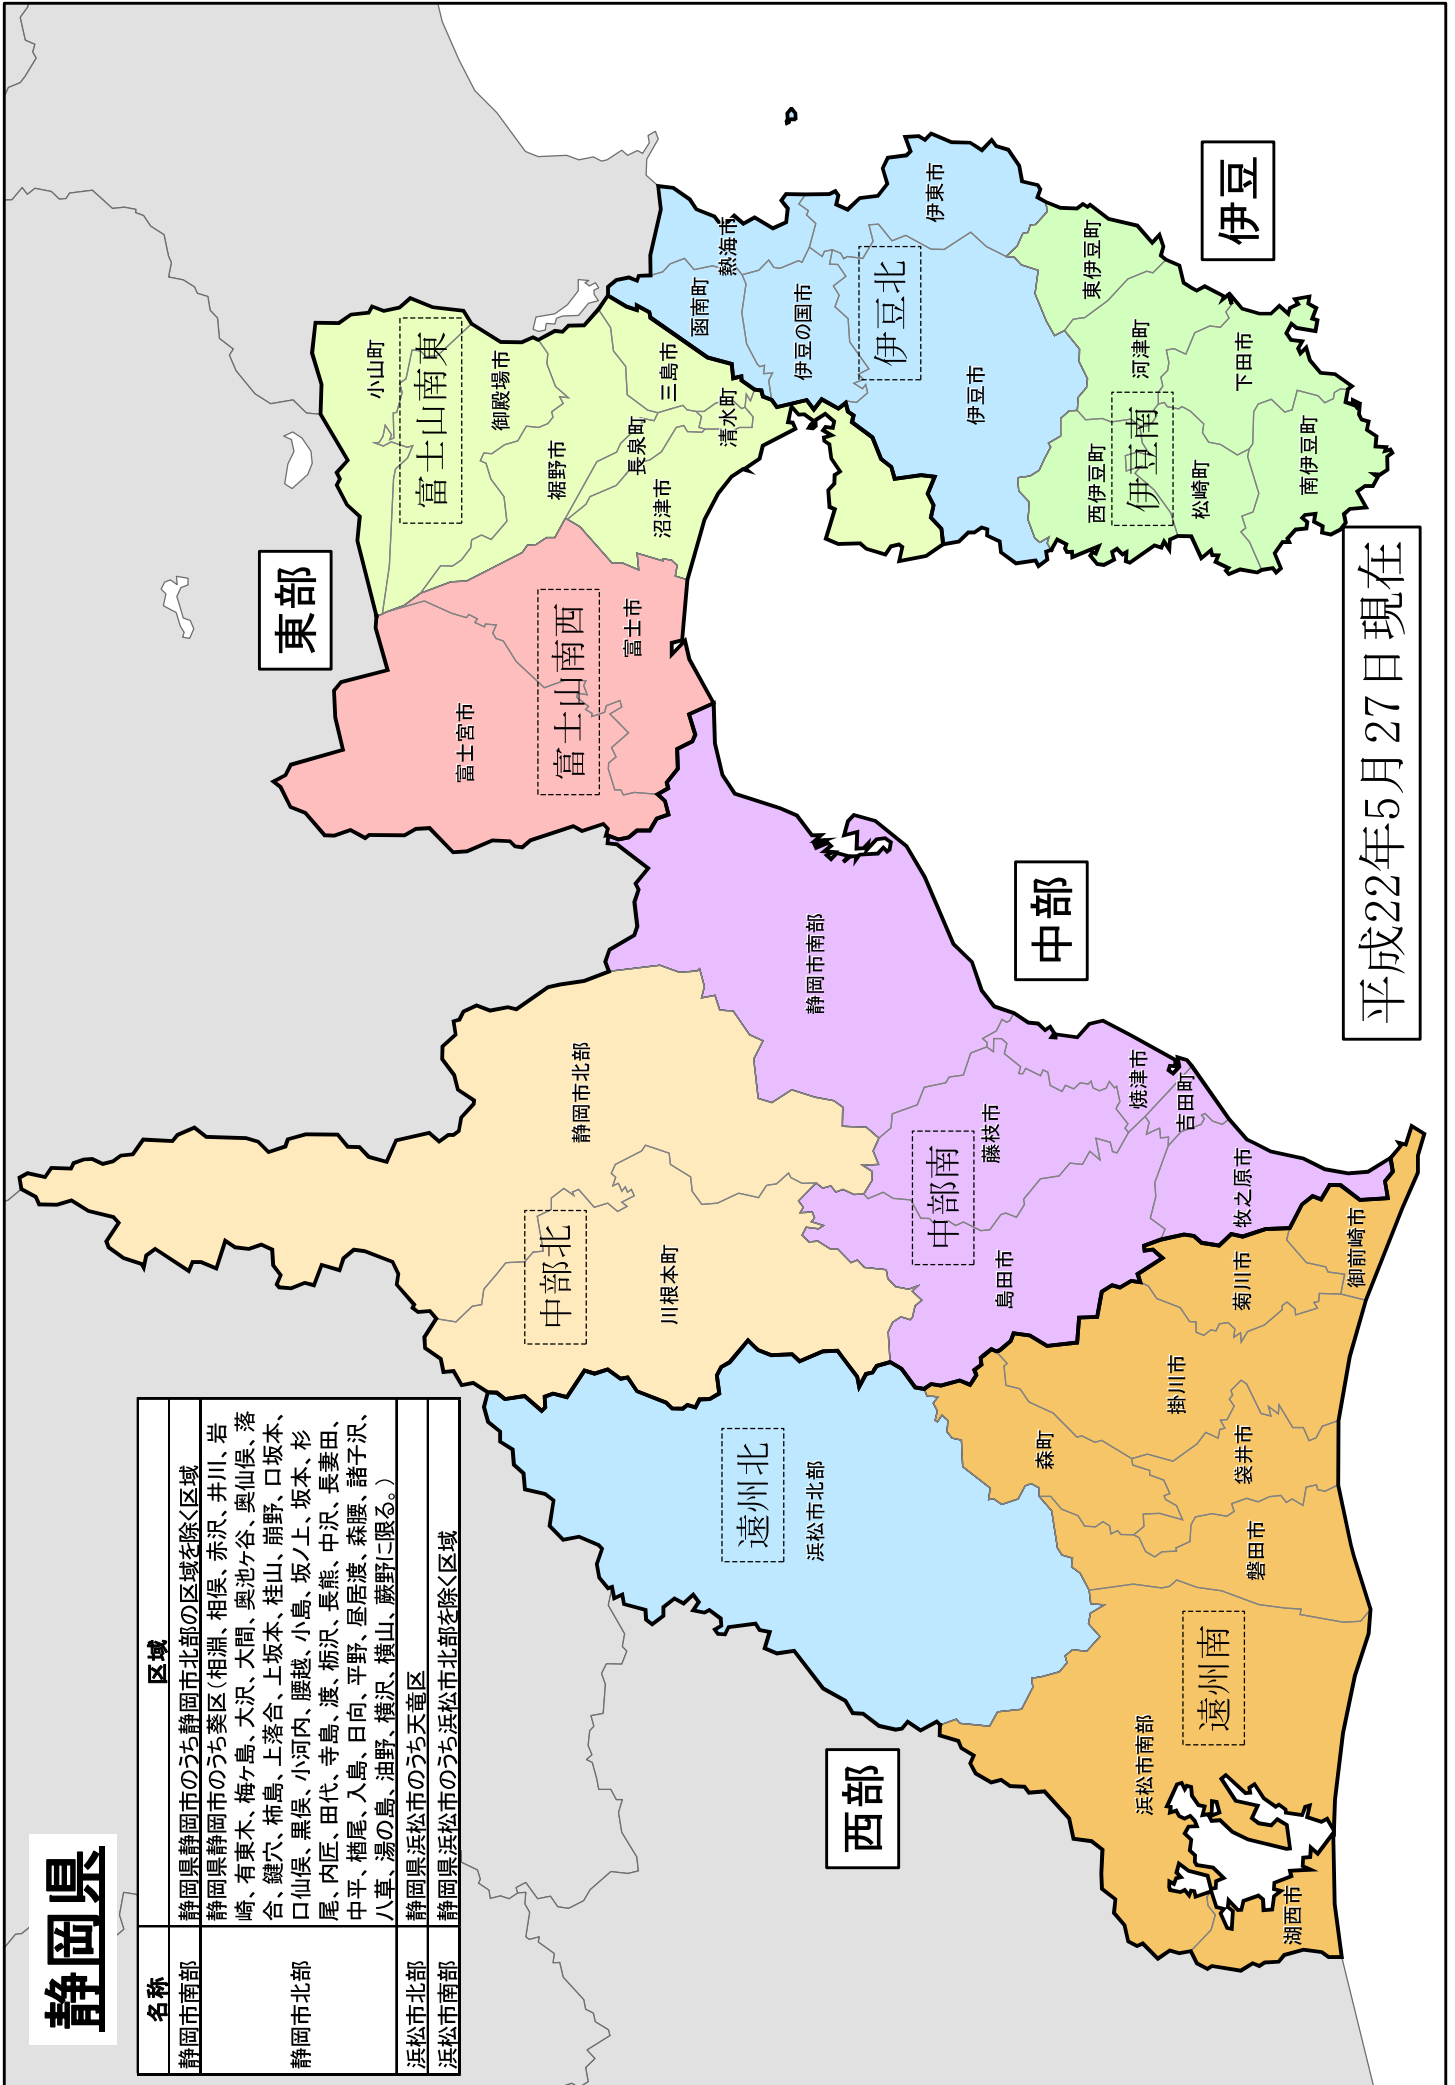 静岡県
名称 区域
静岡市南部 静岡県静岡市のうち静岡市北部の区域を除く区域
静岡市北部 静岡県静岡市のうち葵区(相淵、相俣、赤沢、井川、岩
崎、有東木、梅ヶ島、大沢、大間、奥池ケ谷、奥仙俣、落
合、鍵穴、柿島、上落合、上坂本、桂山、崩野、口坂本、
口仙俣、黒俣、小河内、腰越、小島、坂ノ上、坂本、杉
尾、内匠、田代、寺島、渡、栃沢、長熊、中沢、長妻田、
中平、楢尾、入島、日向、平野、昼居渡、森腰、諸子沢、
八草、湯の島、油野、横沢、横山、蕨野に限る。)
浜松市北部 静岡県浜松市のうち天竜区
浜松市南部 静岡県浜松市のうち浜松市北部を除く区域
東部
富士山南東
小山町
御殿場市
裾野市
三島市
長泉町
清水町
沼津市
富士山南西
富士宮市
富士市
伊豆
伊豆北
熱海市
函南町
伊豆の国市
伊東市
伊豆市
伊豆南
東伊豆町
河津町
下田市
西伊豆町
松崎町
南伊豆町
中部
中部北
静岡市北部
川根本町
中部南
静岡市南部
藤枝市
焼津市
吉田町
島田市
牧之原市
西部
遠州北
浜松市北部
遠州南
御前崎市
菊川市
掛川市
森町
袋井市
磐田市
浜松市南部
湖西市
平成22年5月27日現在